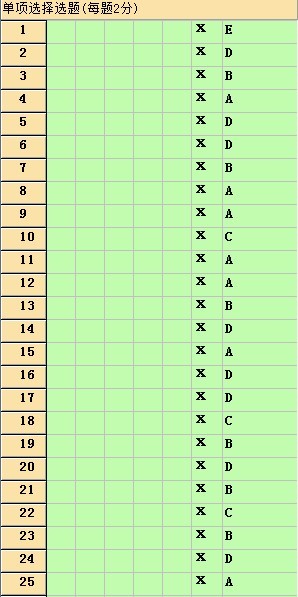 单项选择选题(每题2分)
1 X E
2 X D
3 X B
4 X A
5 X D
6 X D
7 X B
8 X A
9 X A
10 X C
11 X A
12 X A
13 X B
14 X D
15 X A
16 X D
17 X D
18 X C
19 X B
20 X D
21 X B
22 X C
23 X B
24 X D
25 X A